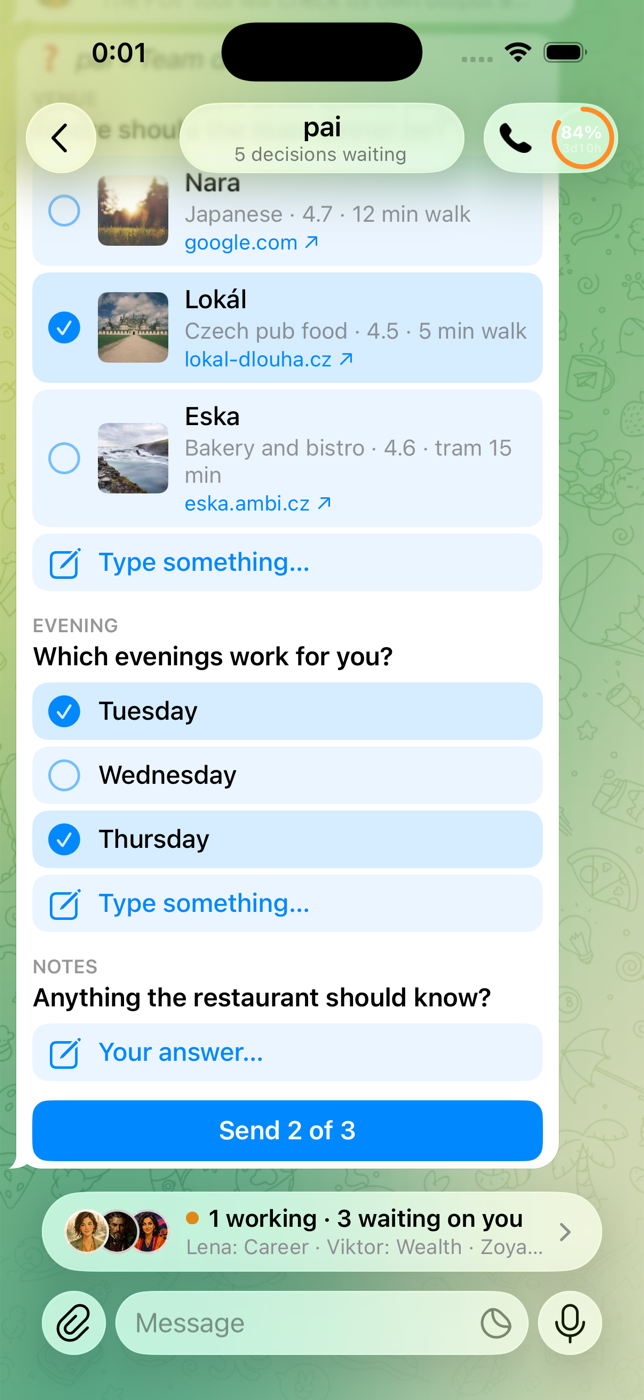 0:01
pai
5 decisions waiting
84%
3d10h
VENUE
Nara
Japanese · 4.7 · 12 min walk
google.com ↗
Lokál
Czech pub food · 4.5 · 5 min walk
lokal-dlouha.cz ↗
Eska
Bakery and bistro · 4.6 · tram 15
min
eska.ambi.cz ↗
Type something...
EVENING
Which evenings work for you?
Tuesday
Wednesday
Thursday
Type something...
NOTES
Anything the restaurant should know?
Your answer...
Send 2 of 3
1 working · 3 waiting on you
Lena: Career · Viktor: Wealth · Zoya...
Message